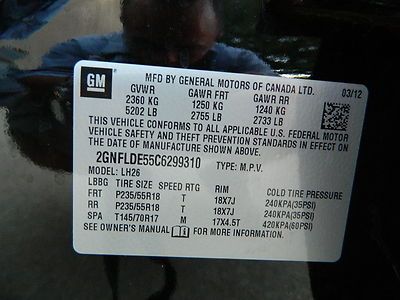 GM
MFD BY GENERAL MOTORS OF CANADA LTD.
03/12
GVWR GAWR FRT GAWR RR
2360 KG 1250 KG 1240 KG
5202 LB 2755 LB 2733 LB
THIS VEHICLE CONFORMS TO ALL APPLICABLE U.S. FEDERAL MOTOR
VEHICLE SAFETY AND THEFT PREVENTION STANDARDS
IN EFFECT ON THE DATE OF MANUFACTURE SHOWN ABOVE.
2GNFLDE55C6299310 TYPE: M.P.V.
MODEL: LH26
LBBG TIRE SIZE SPEED RTG RIM COLD TIRE PRESSURE
FRT P235/55R18 T 18X7J 240KPA(35PSI)
RR P235/55R18 T 18X7J 240KPA(35PSI)
SPA T145/70R17 M 17X4.5T 420KPA(60PSI)
SEE OWNER'S MANUAL FOR MORE INFORMATION